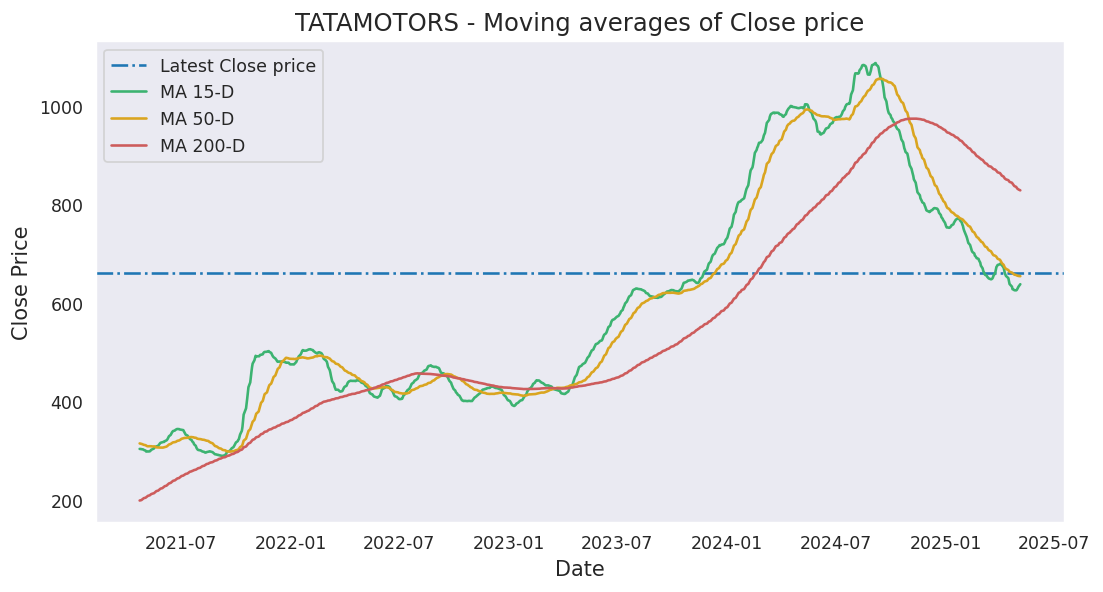 TATAMOTORS - Moving averages of Close price
Latest Close price
MA 15-D
MA 50-D
MA 200-D
Close Price
1000
800
600
400
200
2021-07 2022-01 2022-07 2023-01 2023-07 2024-01 2024-07 2025-01 2025-07
Date